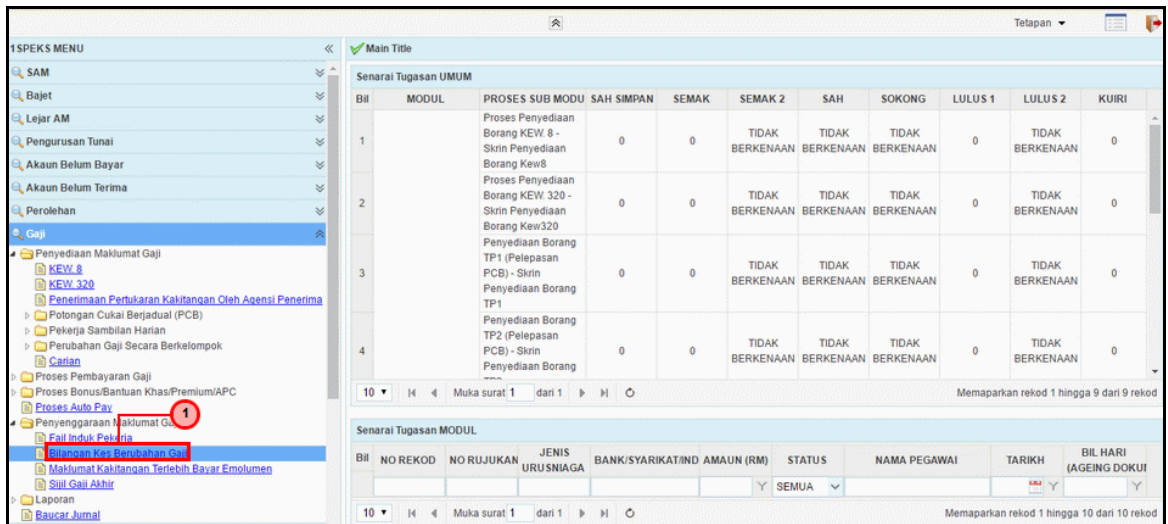 Tetapan
1SPEKS MENU
SAM
Bajet
Lejar AM
Pengurusan Tunai
Akaun Belum Bayar
Akaun Belum Terima
Perolehan
Gaji
Penyediaan Maklumat Gaji
KEW. 8
KEW. 320
Penerimaan Pertukaran Kakitangan Oleh Agensi Penerima
Potongan Cukai Berjadual (PCB)
Pekerja Sambilan Harian
Perubahan Gaji Secara Berkelompok
Carian
Proses Pembayaran Gaji
Proses Bonus/Bantuan Khas/Premium/APC
Proses Auto Pay
1
Penyenggaraan Maklumat
Fail Induk Pekerja
Bilangan Kes Berubahan Gaji
Maklumat Kakitangan Terlebih Bayar Emolumen
Sijil Gaji Akhir
Laporan
Baucar Jurnal
Main Title
Senarai Tugasan UMUM
Bil MODUL PROSES SUB MODU SAH SIMPAN SEMAK SEMAK 2 SAH SOKONG LULUS 1 LULUS 2 KUIRI
Proses Penyediaan
Borang KEW. 8 -
Skrin Penyediaan
Borang Kew8
1 0 0 TIDAK BERKENAAN TIDAK BERKENAAN TIDAK BERKENAAN 0 TIDAK BERKENAAN 0
Proses Penyediaan
Borang KEW. 320 -
Skrin Penyediaan
Borang Kew320
2 0 0 TIDAK BERKENAAN TIDAK BERKENAAN TIDAK BERKENAAN 0 TIDAK BERKENAAN 0
Penyediaan Borang
TP1 (Pelepasan
PCB) - Skrin
Penyediaan Borang
TP1
3 0 0 TIDAK BERKENAAN TIDAK BERKENAAN TIDAK BERKENAAN 0 TIDAK BERKENAAN 0
Penyediaan Borang
TP2 (Pelepasan
PCB) - Skrin
Penyediaan Borang
4 0 0 TIDAK BERKENAAN TIDAK BERKENAAN TIDAK BERKENAAN 0 TIDAK BERKENAAN 0
10 Muka surat 1 dari 1 Memaparkan rekod 1 hingga 9 dari 9 rekod
Senarai Tugasan MODUL
Bil NO REKOD NO RUJUKAN JENIS URUSNIAGA BANK/SYARIKAT/IND AMAUN (RM) STATUS NAMA PEGAWAI TARIKH BIL HARI (AGEING DOKUI
SEMUA
10 Muka surat 1 dari 1 Memaparkan rekod 1 hingga 10 dari 10 rekod